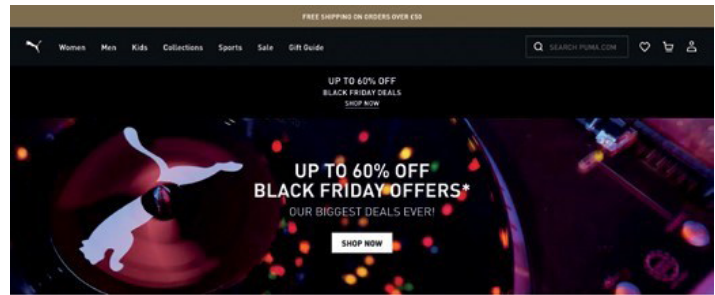 FREE SHIPPING ON ORDERS OVER £50
Women Men Kids Collections Sports Sale Gift Guide SEARCH PUMA.COM
UP TO 60% OFF
BLACK FRIDAY DEALS
SHOP NOW
UP TO 60% OFF
BLACK FRIDAY OFFERS*
OUR BIGGEST DEALS EVER!
SHOP NOW